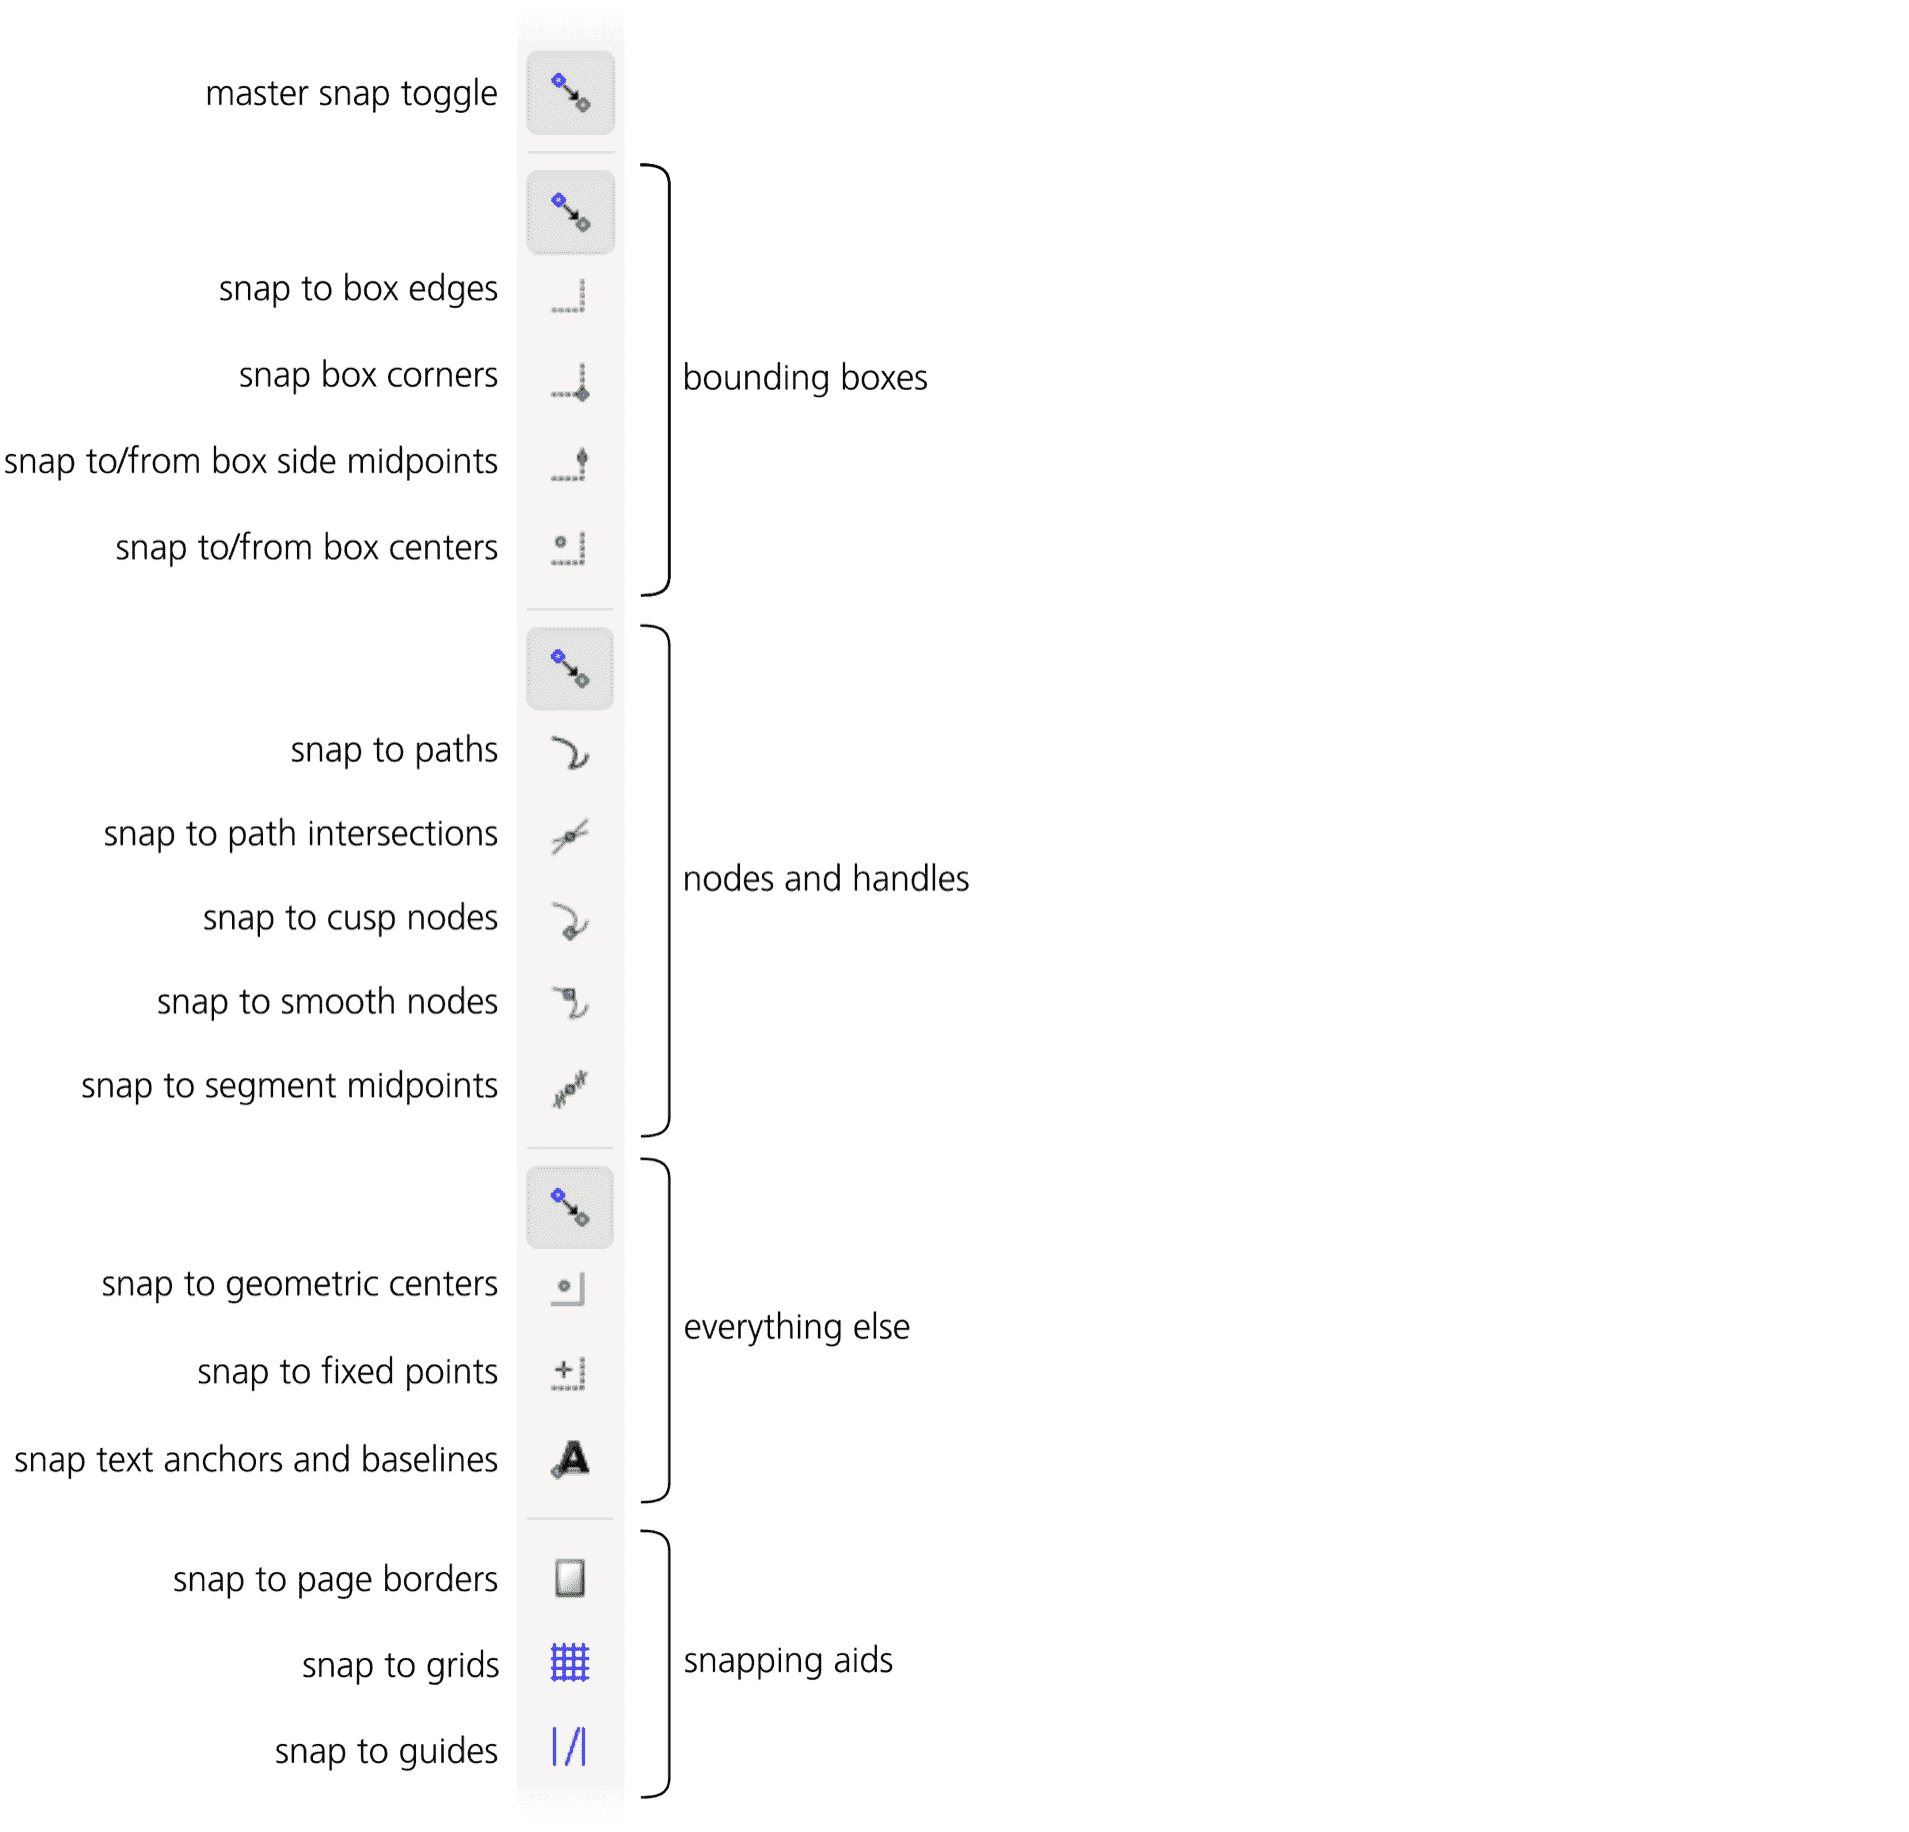 master snap toggle
snap to box edges
snap box corners
bounding boxes
snap to/from box side midpoints
snap to/from box centers
snap to paths
snap to path intersections
nodes and handles
snap to cusp nodes
snap to smooth nodes
snap to segment midpoints
snap to geometric centers
everything else
snap to fixed points
snap text anchors and baselines
snap to page borders
snap to grids
snapping aids
snap to guides